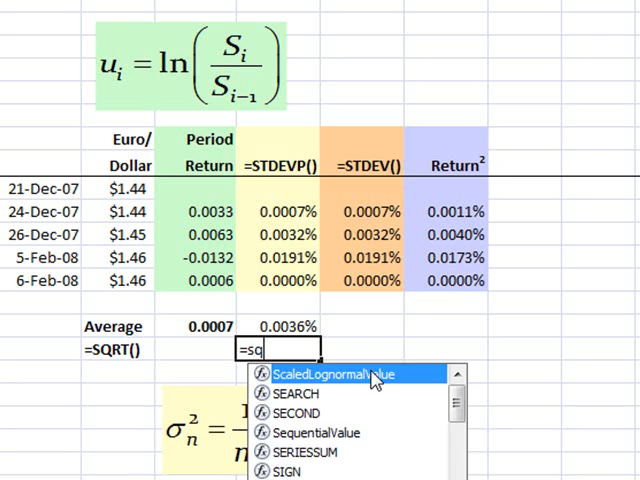 u_i = ln(S_i / S_{i−1})
Euro/ Period
Dollar Return =STDEVP() =STDEV() Return²
21-Dec-07 $1.44
24-Dec-07 $1.44 0.0033 0.0007% 0.0007% 0.0011%
26-Dec-07 $1.45 0.0063 0.0032% 0.0032% 0.0040%
5-Feb-08 $1.46 -0.0132 0.0191% 0.0191% 0.0173%
6-Feb-08 $1.46 0.0006 0.0000% 0.0000% 0.0000%
Average 0.0007 0.0036%
=SQRT() =sq
ScaledLognormalValue
SEARCH
SECOND
SequentialValue
SERIESSUM
SIGN
σ_n² =